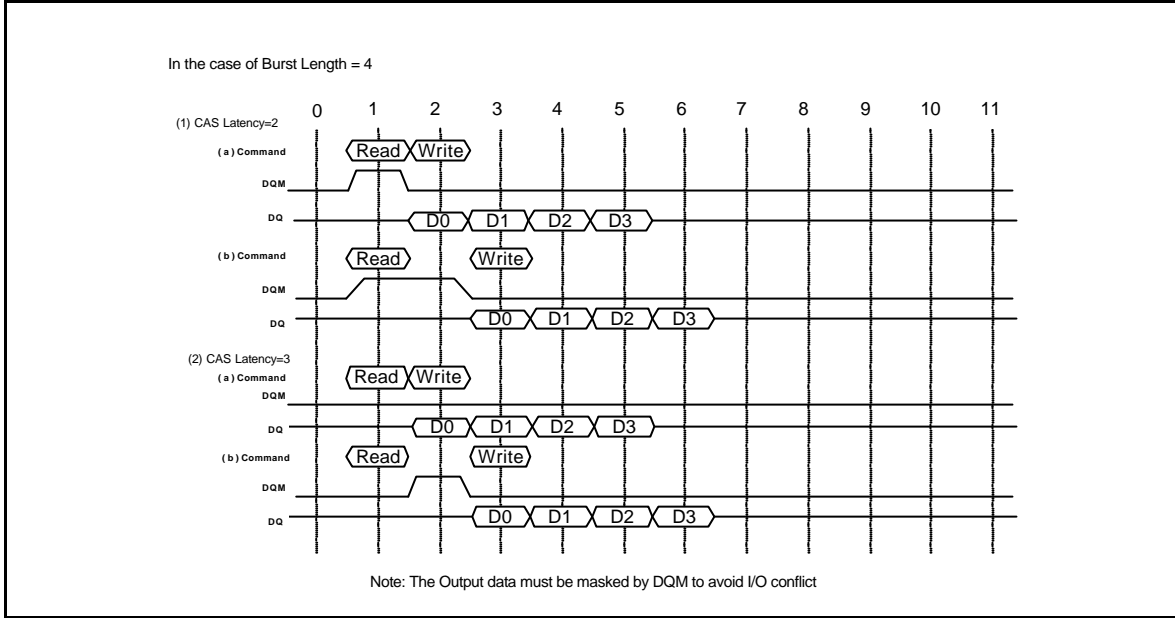 In the case of Burst Length = 4
0 1 2 3 4 5 6 7 8 9 10 11
(1) CAS Latency=2
( a ) Command Read Write
DQM
DQ D0 D1 D2 D3
( b ) Command Read Write
DQM
DQ D0 D1 D2 D3
(2) CAS Latency=3
( a ) Command Read Write
DQM
DQ D0 D1 D2 D3
( b ) Command Read Write
DQM
DQ D0 D1 D2 D3
Note: The Output data must be masked by DQM to avoid I/O conflict